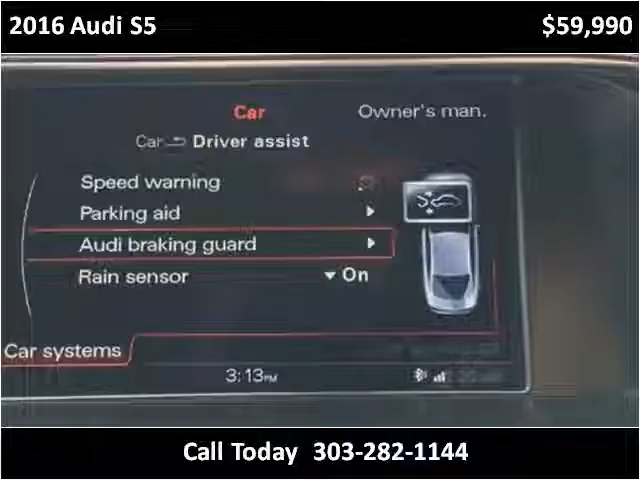 2016 Audi S5
$59,990
Car
Owner's man.
Car Driver assist
Speed warning
Parking aid
Audi braking guard
Rain sensor On
Car systems
3:13PM
Call Today 303-282-1144